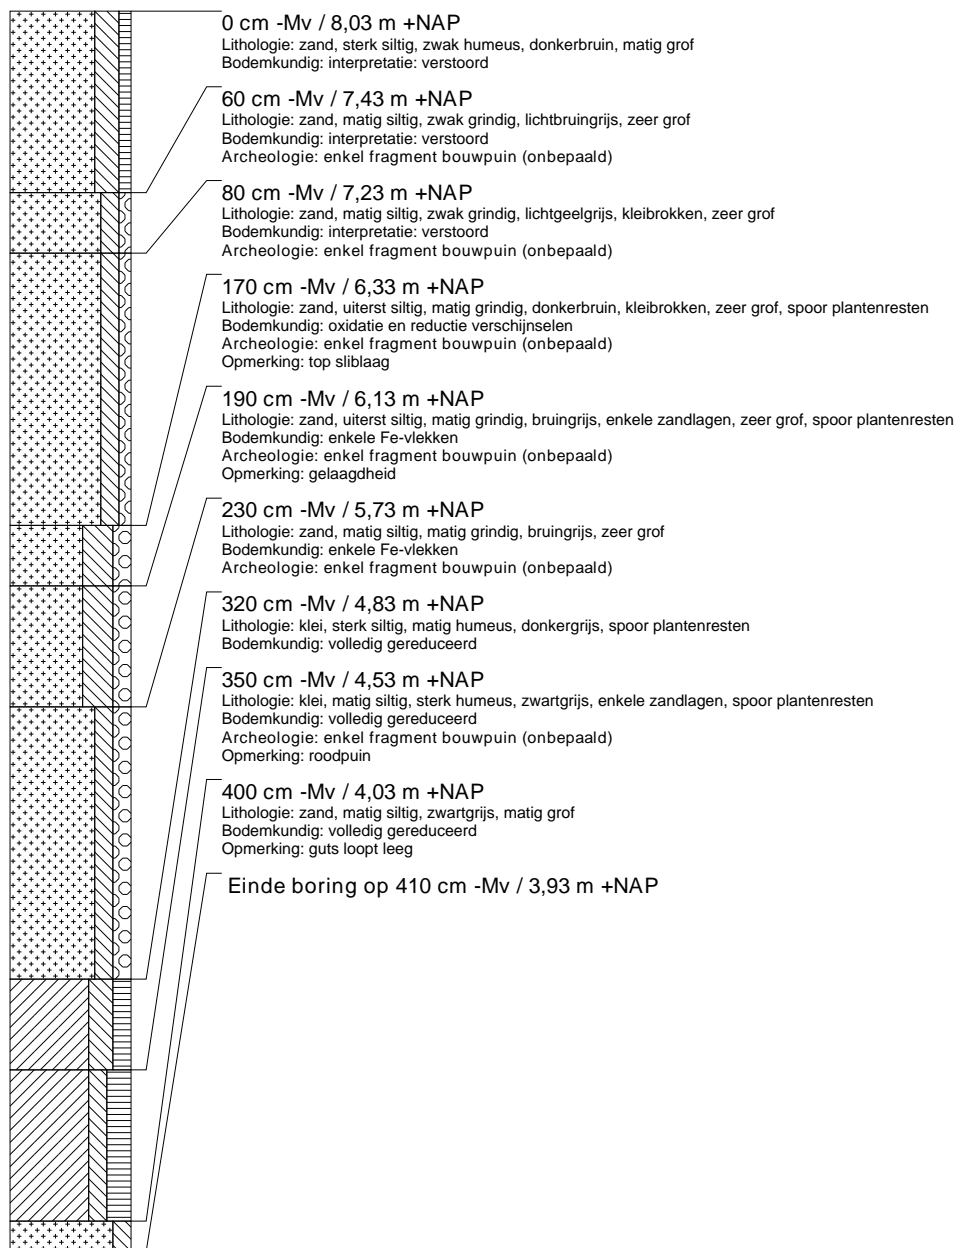 0 cm -Mv / 8,03 m +NAP
Lithologie: zand, sterk siltig, zwak humeus, donkerbruin, matig grof
Bodemkundig: interpretatie: verstoord
60 cm -Mv / 7,43 m +NAP
Lithologie: zand, matig siltig, zwak grindig, lichtbruingrijs, zeer grof
Bodemkundig: interpretatie: verstoord
Archeologie: enkel fragment bouwpuin (onbepaald)
80 cm -Mv / 7,23 m +NAP
Lithologie: zand, matig siltig, zwak grindig, lichtgeelgrijs, kleibrokken, zeer grof
Bodemkundig: interpretatie: verstoord
Archeologie: enkel fragment bouwpuin (onbepaald)
170 cm -Mv / 6,33 m +NAP
Lithologie: zand, uiterst siltig, matig grindig, donkerbruin, kleibrokken, zeer grof, spoor plantenresten
Bodemkundig: oxidatie en reductie verschijnselen
Archeologie: enkel fragment bouwpuin (onbepaald)
Opmerking: top sliblaag
190 cm -Mv / 6,13 m +NAP
Lithologie: zand, uiterst siltig, matig grindig, bruingrijs, enkele zandlagen, zeer grof, spoor plantenresten
Bodemkundig: enkele Fe-vlekken
Archeologie: enkel fragment bouwpuin (onbepaald)
Opmerking: gelaagdheid
230 cm -Mv / 5,73 m +NAP
Lithologie: zand, matig siltig, matig grindig, bruingrijs, zeer grof
Bodemkundig: enkele Fe-vlekken
Archeologie: enkel fragment bouwpuin (onbepaald)
320 cm -Mv / 4,83 m +NAP
Lithologie: klei, sterk siltig, matig humeus, donkergrijs, spoor plantenresten
Bodemkundig: volledig gereduceerd
350 cm -Mv / 4,53 m +NAP
Lithologie: klei, matig siltig, sterk humeus, zwartgrijs, enkele zandlagen, spoor plantenresten
Bodemkundig: volledig gereduceerd
Archeologie: enkel fragment bouwpuin (onbepaald)
Opmerking: roodpuin
400 cm -Mv / 4,03 m +NAP
Lithologie: zand, matig siltig, zwartgrijs, matig grof
Bodemkundig: volledig gereduceerd
Opmerking: guts loopt leeg
Einde boring op 410 cm -Mv / 3,93 m +NAP